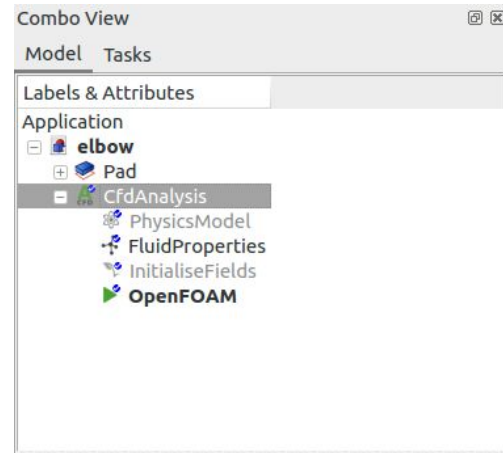 Combo View
Model Tasks
Labels & Attributes
Application
elbow
Pad
CfdAnalysis
PhysicsModel
FluidProperties
InitialiseFields
OpenFOAM